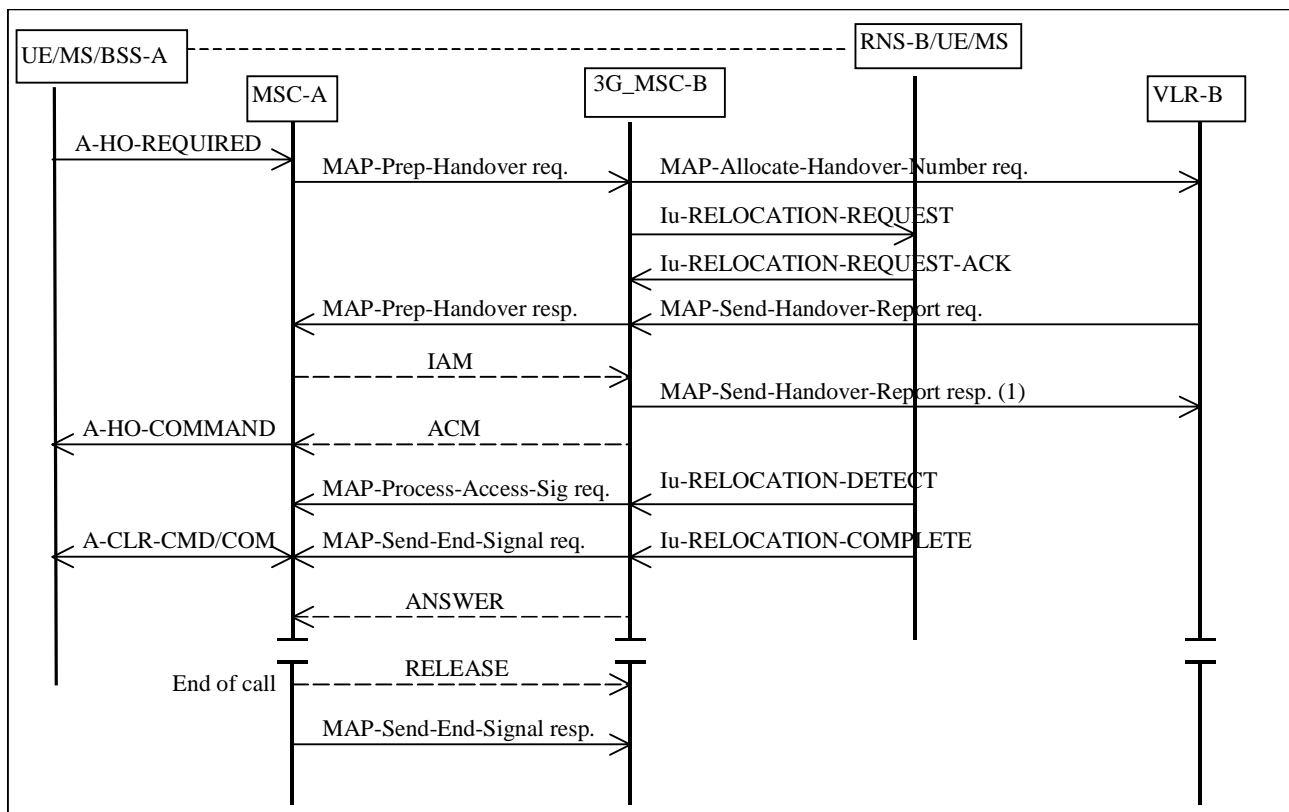 UE/MS/BSS-A
RNS-B/UE/MS
MSC-A
3G_MSC-B
VLR-B
A-HO-REQUIRED
MAP-Prep-Handover req.
MAP-Allocate-Handover-Number req.
Iu-RELOCATION-REQUEST
Iu-RELOCATION-REQUEST-ACK
MAP-Prep-Handover resp.
MAP-Send-Handover-Report req.
IAM
MAP-Send-Handover-Report resp. (1)
A-HO-COMMAND
ACM
MAP-Process-Access-Sig req.
Iu-RELOCATION-DETECT
A-CLR-CMD/COM
MAP-Send-End-Signal req.
Iu-RELOCATION-COMPLETE
ANSWER
RELEASE
End of call
MAP-Send-End-Signal resp.